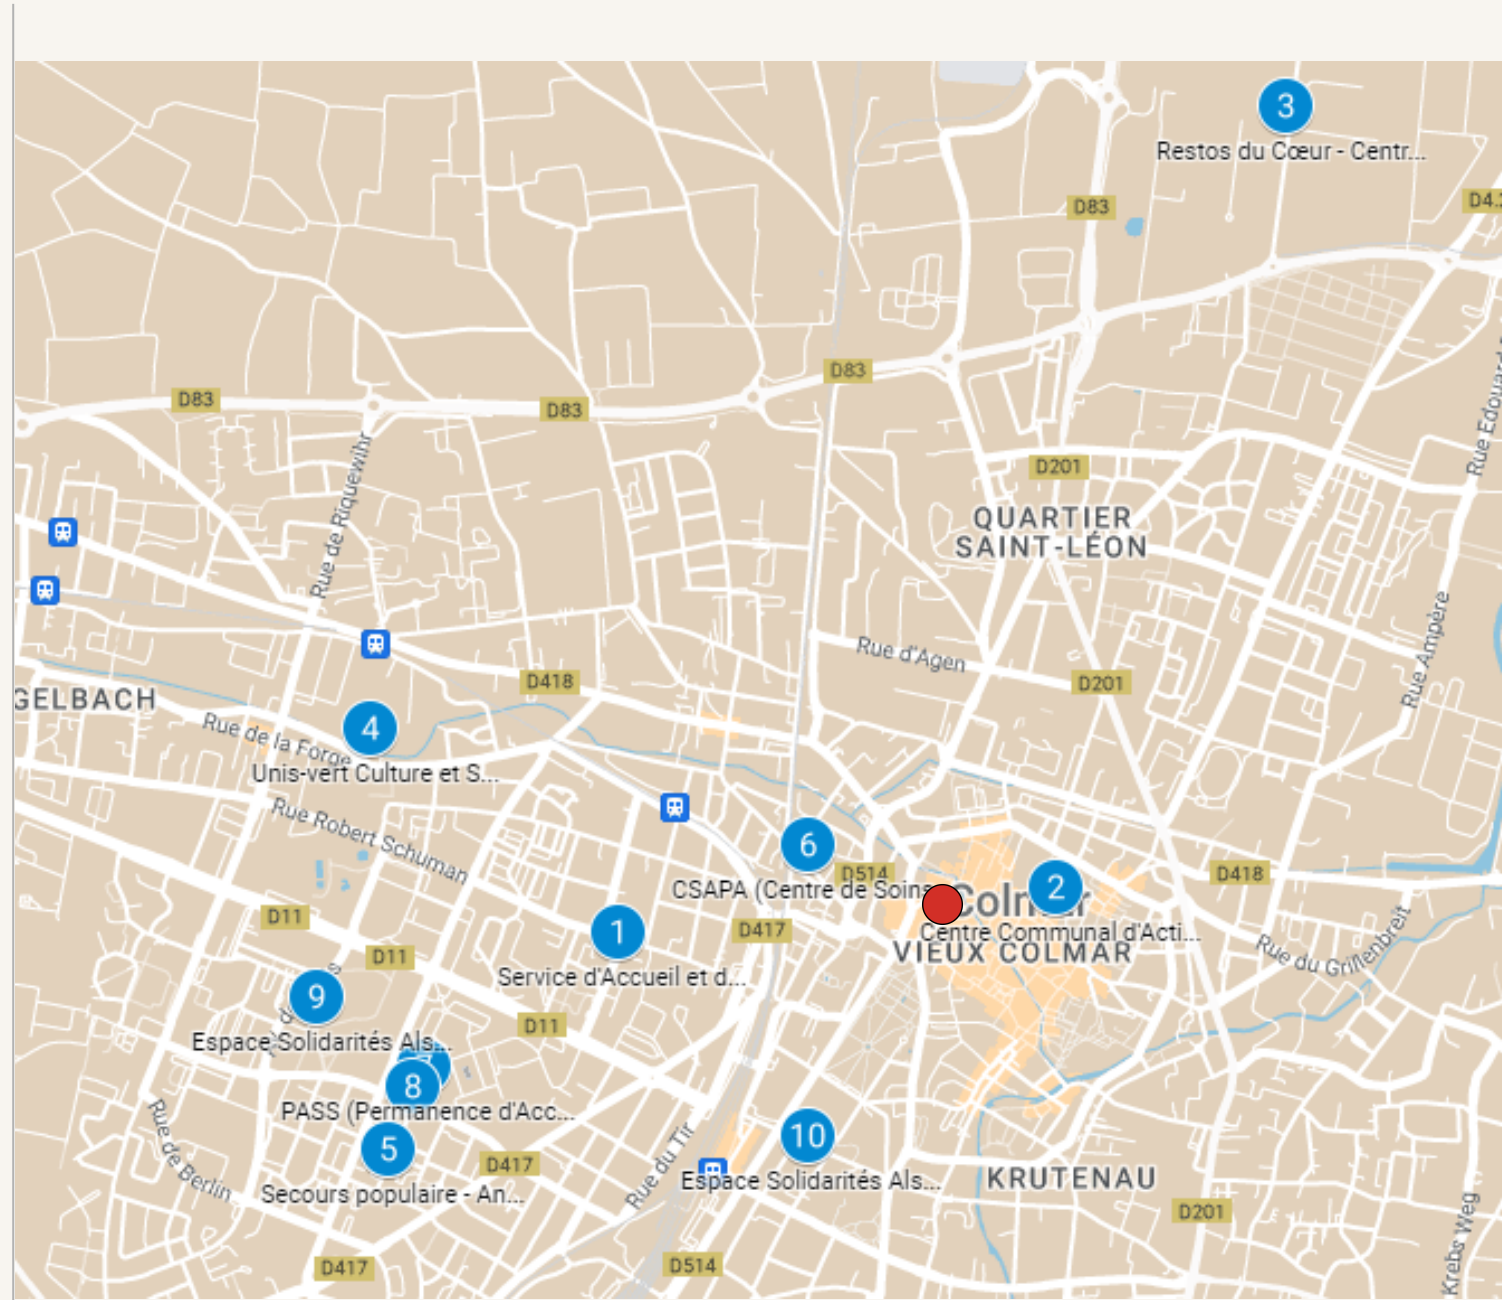 3
Restos du Cœur - Centr...
D83
D83
D83
D83
D201
QUARTIER
SAINT-LÉON
Rue de Riquewihr
Rue Ampère
Rue d'Agen
D418
D201
GELBACH
4
Rue de la Forge
Unis-vert Culture et S...
Rue Robert Schuman
6
D514
CSAPA (Centre de Soins
2
D418
Centre Communal d'Acti...
VIEUX COLMAR
Rue du Grillenbreit
D11
1
D417
Service d'Accueil et d...
D11
9
D11
Espace Solidarités Als...
8
PASS (Permanence d'Acc...
5
D417
10
Rue de Berlin
Secours populaire - An...
Rue du Tir
Espace Solidarités Als...
KRUTENAU
D201
Krebs Weg
D417
D514